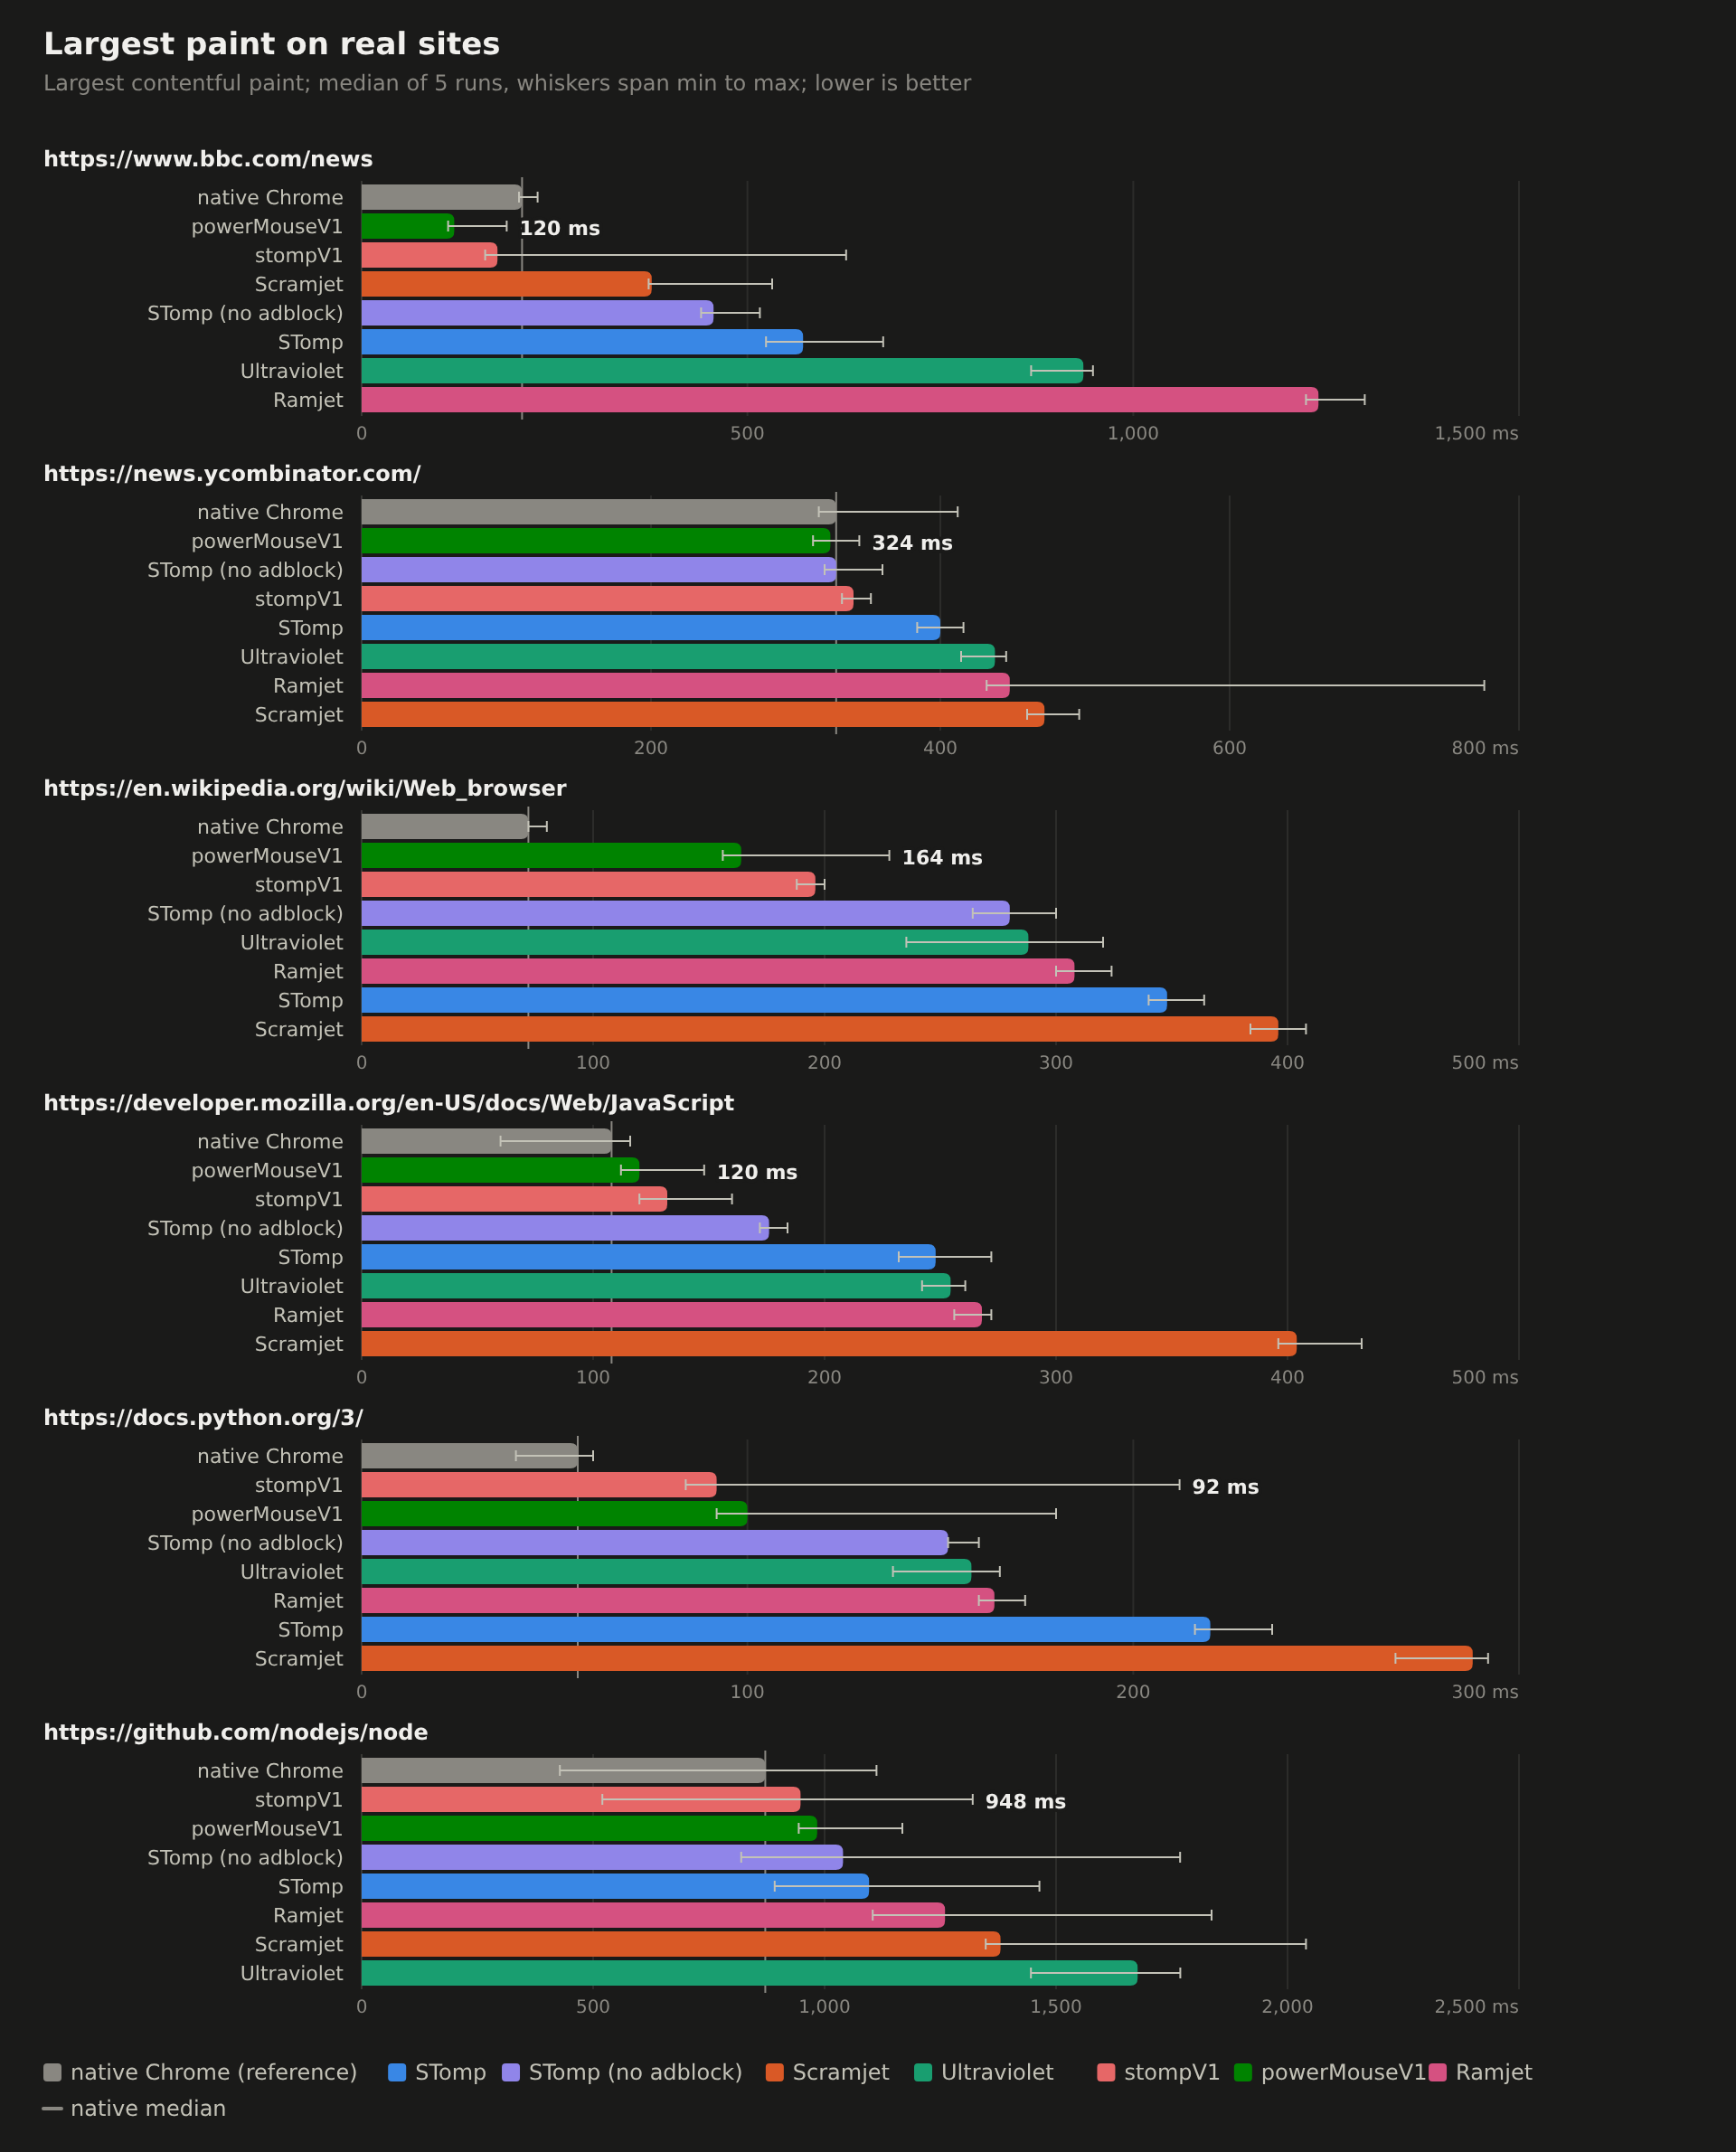 Largest paint on real sites
Largest contentful paint; median of 5 runs, whiskers span min to max; lower is better
https://www.bbc.com/news
native Chrome
powerMouseV1 120 ms
stompV1
Scramjet
STomp (no adblock)
STomp
Ultraviolet
Ramjet
0 500 1,000 1,500 ms
https://news.ycombinator.com/
native Chrome
powerMouseV1 324 ms
STomp (no adblock)
stompV1
STomp
Ultraviolet
Ramjet
Scramjet
0 200 400 600 800 ms
https://en.wikipedia.org/wiki/Web_browser
native Chrome
powerMouseV1 164 ms
stompV1
STomp (no adblock)
Ultraviolet
Ramjet
STomp
Scramjet
0 100 200 300 400 500 ms
https://developer.mozilla.org/en-US/docs/Web/JavaScript
native Chrome
powerMouseV1 120 ms
stompV1
STomp (no adblock)
STomp
Ultraviolet
Ramjet
Scramjet
0 100 200 300 400 500 ms
https://docs.python.org/3/
native Chrome
stompV1 92 ms
powerMouseV1
STomp (no adblock)
Ultraviolet
Ramjet
STomp
Scramjet
0 100 200 300 ms
https://github.com/nodejs/node
native Chrome
stompV1 948 ms
powerMouseV1
STomp (no adblock)
STomp
Ramjet
Scramjet
Ultraviolet
0 500 1,000 1,500 2,000 2,500 ms
native Chrome (reference) STomp STomp (no adblock) Scramjet Ultraviolet stompV1 powerMouseV1 Ramjet
native median